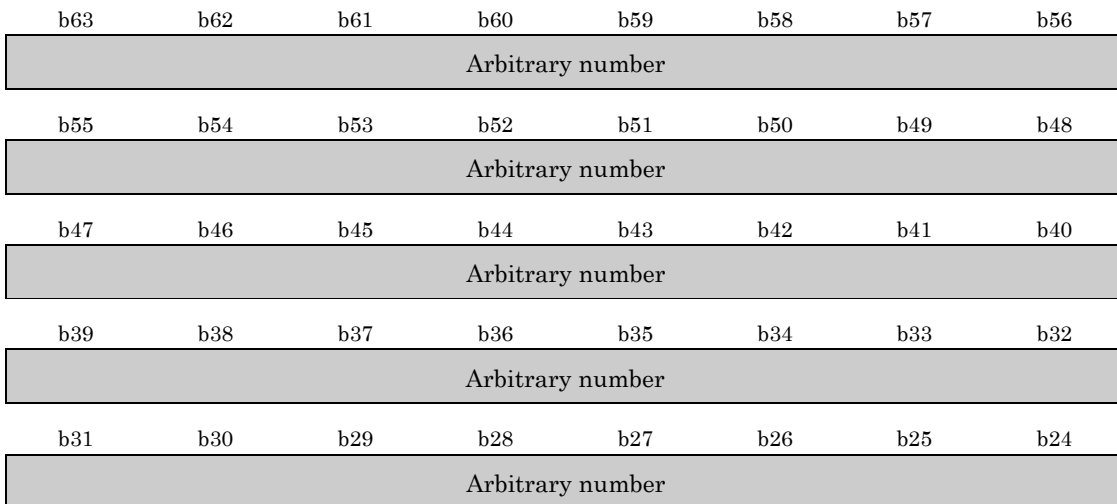 b63 b62 b61 b60 b59 b58 b57 b56
Arbitrary number
b55 b54 b53 b52 b51 b50 b49 b48
Arbitrary number
b47 b46 b45 b44 b43 b42 b41 b40
Arbitrary number
b39 b38 b37 b36 b35 b34 b33 b32
Arbitrary number
b31 b30 b29 b28 b27 b26 b25 b24
Arbitrary number